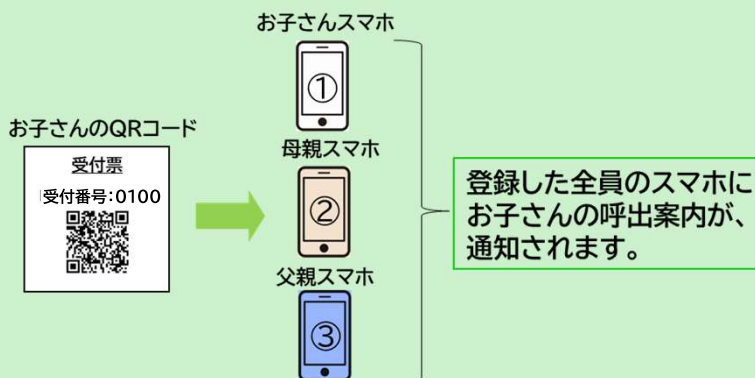 お子さんスマホ
①
お子さんのQRコード
受付票
受付番号:0100
母親スマホ
②
父親スマホ
③
登録した全員のスマホに
お子さんの呼出案内が、
通知されます。